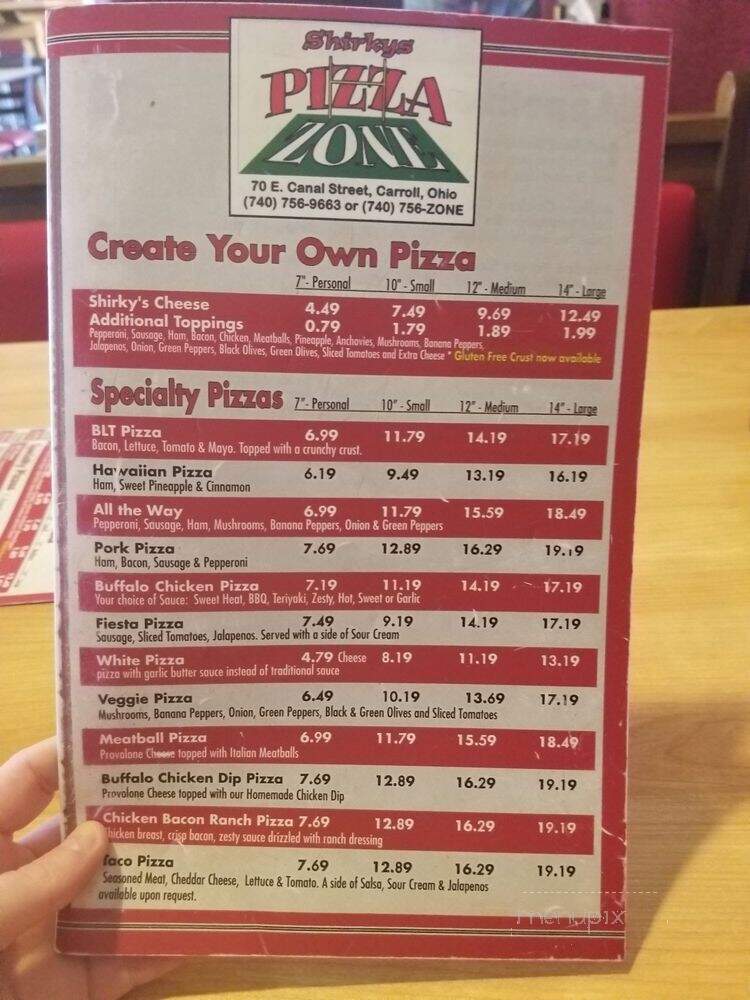 Shirkys
PIZZA
ZONE
70 E. Canal Street, Carroll, Ohio
(740) 756-9663 or (740) 756-ZONE
Create Your Own Pizza
7"- Personal 10" - Small 12" - Medium 14" - Large
Shirky's Cheese 4.49 7.49 9.69 12.49
Additional Toppings 0.79 1.79 1.89 1.99
Pepperoni, Sausage, Ham, Bacon, Chicken, Meatballs, Pineapple, Anchovies, Mushrooms, Banana Peppers,
Jalapenos, Onion, Green Peppers, Black Olives, Green Olives, Sliced Tomatoes and Extra Cheese * Gluten Free Crust now available
Specialty Pizzas 7"- Personal 10" - Small 12" - Medium 14" - Large
BLT Pizza 6.99 11.79 14.19 17.19
Bacon, Lettuce, Tomato & Mayo. Topped with a crunchy crust.
Hawaiian Pizza 6.19 9.49 13.19 16.19
Ham, Sweet Pineapple & Cinnamon
All the Way 6.99 11.79 15.59 18.49
Pepperoni, Sausage, Ham, Mushrooms, Banana Peppers, Onion & Green Peppers
Pork Pizza 7.69 12.89 16.29 19.19
Ham, Bacon, Sausage & Pepperoni
Buffalo Chicken Pizza 7.19 11.19 14.19 17.19
Your choice of Sauce: Sweet Heat, BBQ, Teriyaki, Zesty, Hot, Sweet or Garlic
Fiesta Pizza 7.49 9.19 14.19 17.19
Sausage, Sliced Tomatoes, Jalapenos. Served with a side of Sour Cream
White Pizza 4.79 Cheese 8.19 11.19 13.19
pizza with garlic butter sauce instead of traditional sauce
Veggie Pizza 6.49 10.19 13.69 17.19
Mushrooms, Banana Peppers, Onion, Green Peppers, Black & Green Olives and Sliced Tomatoes
Meatball Pizza 6.99 11.79 15.59 18.49
Provolone Cheese topped with Italian Meatballs
Buffalo Chicken Dip Pizza 7.69 12.89 16.29 19.19
Provolone Cheese topped with our Homemade Chicken Dip
Chicken Bacon Ranch Pizza 7.69 12.89 16.29 19.19
Chicken breast, crisp bacon, zesty sauce drizzled with ranch dressing
Taco Pizza 7.69 12.89 16.29 19.19
Seasoned Meat, Cheddar Cheese, Lettuce & Tomato. A side of Salsa, Sour Cream & Jalapenos
available upon request.
menupix